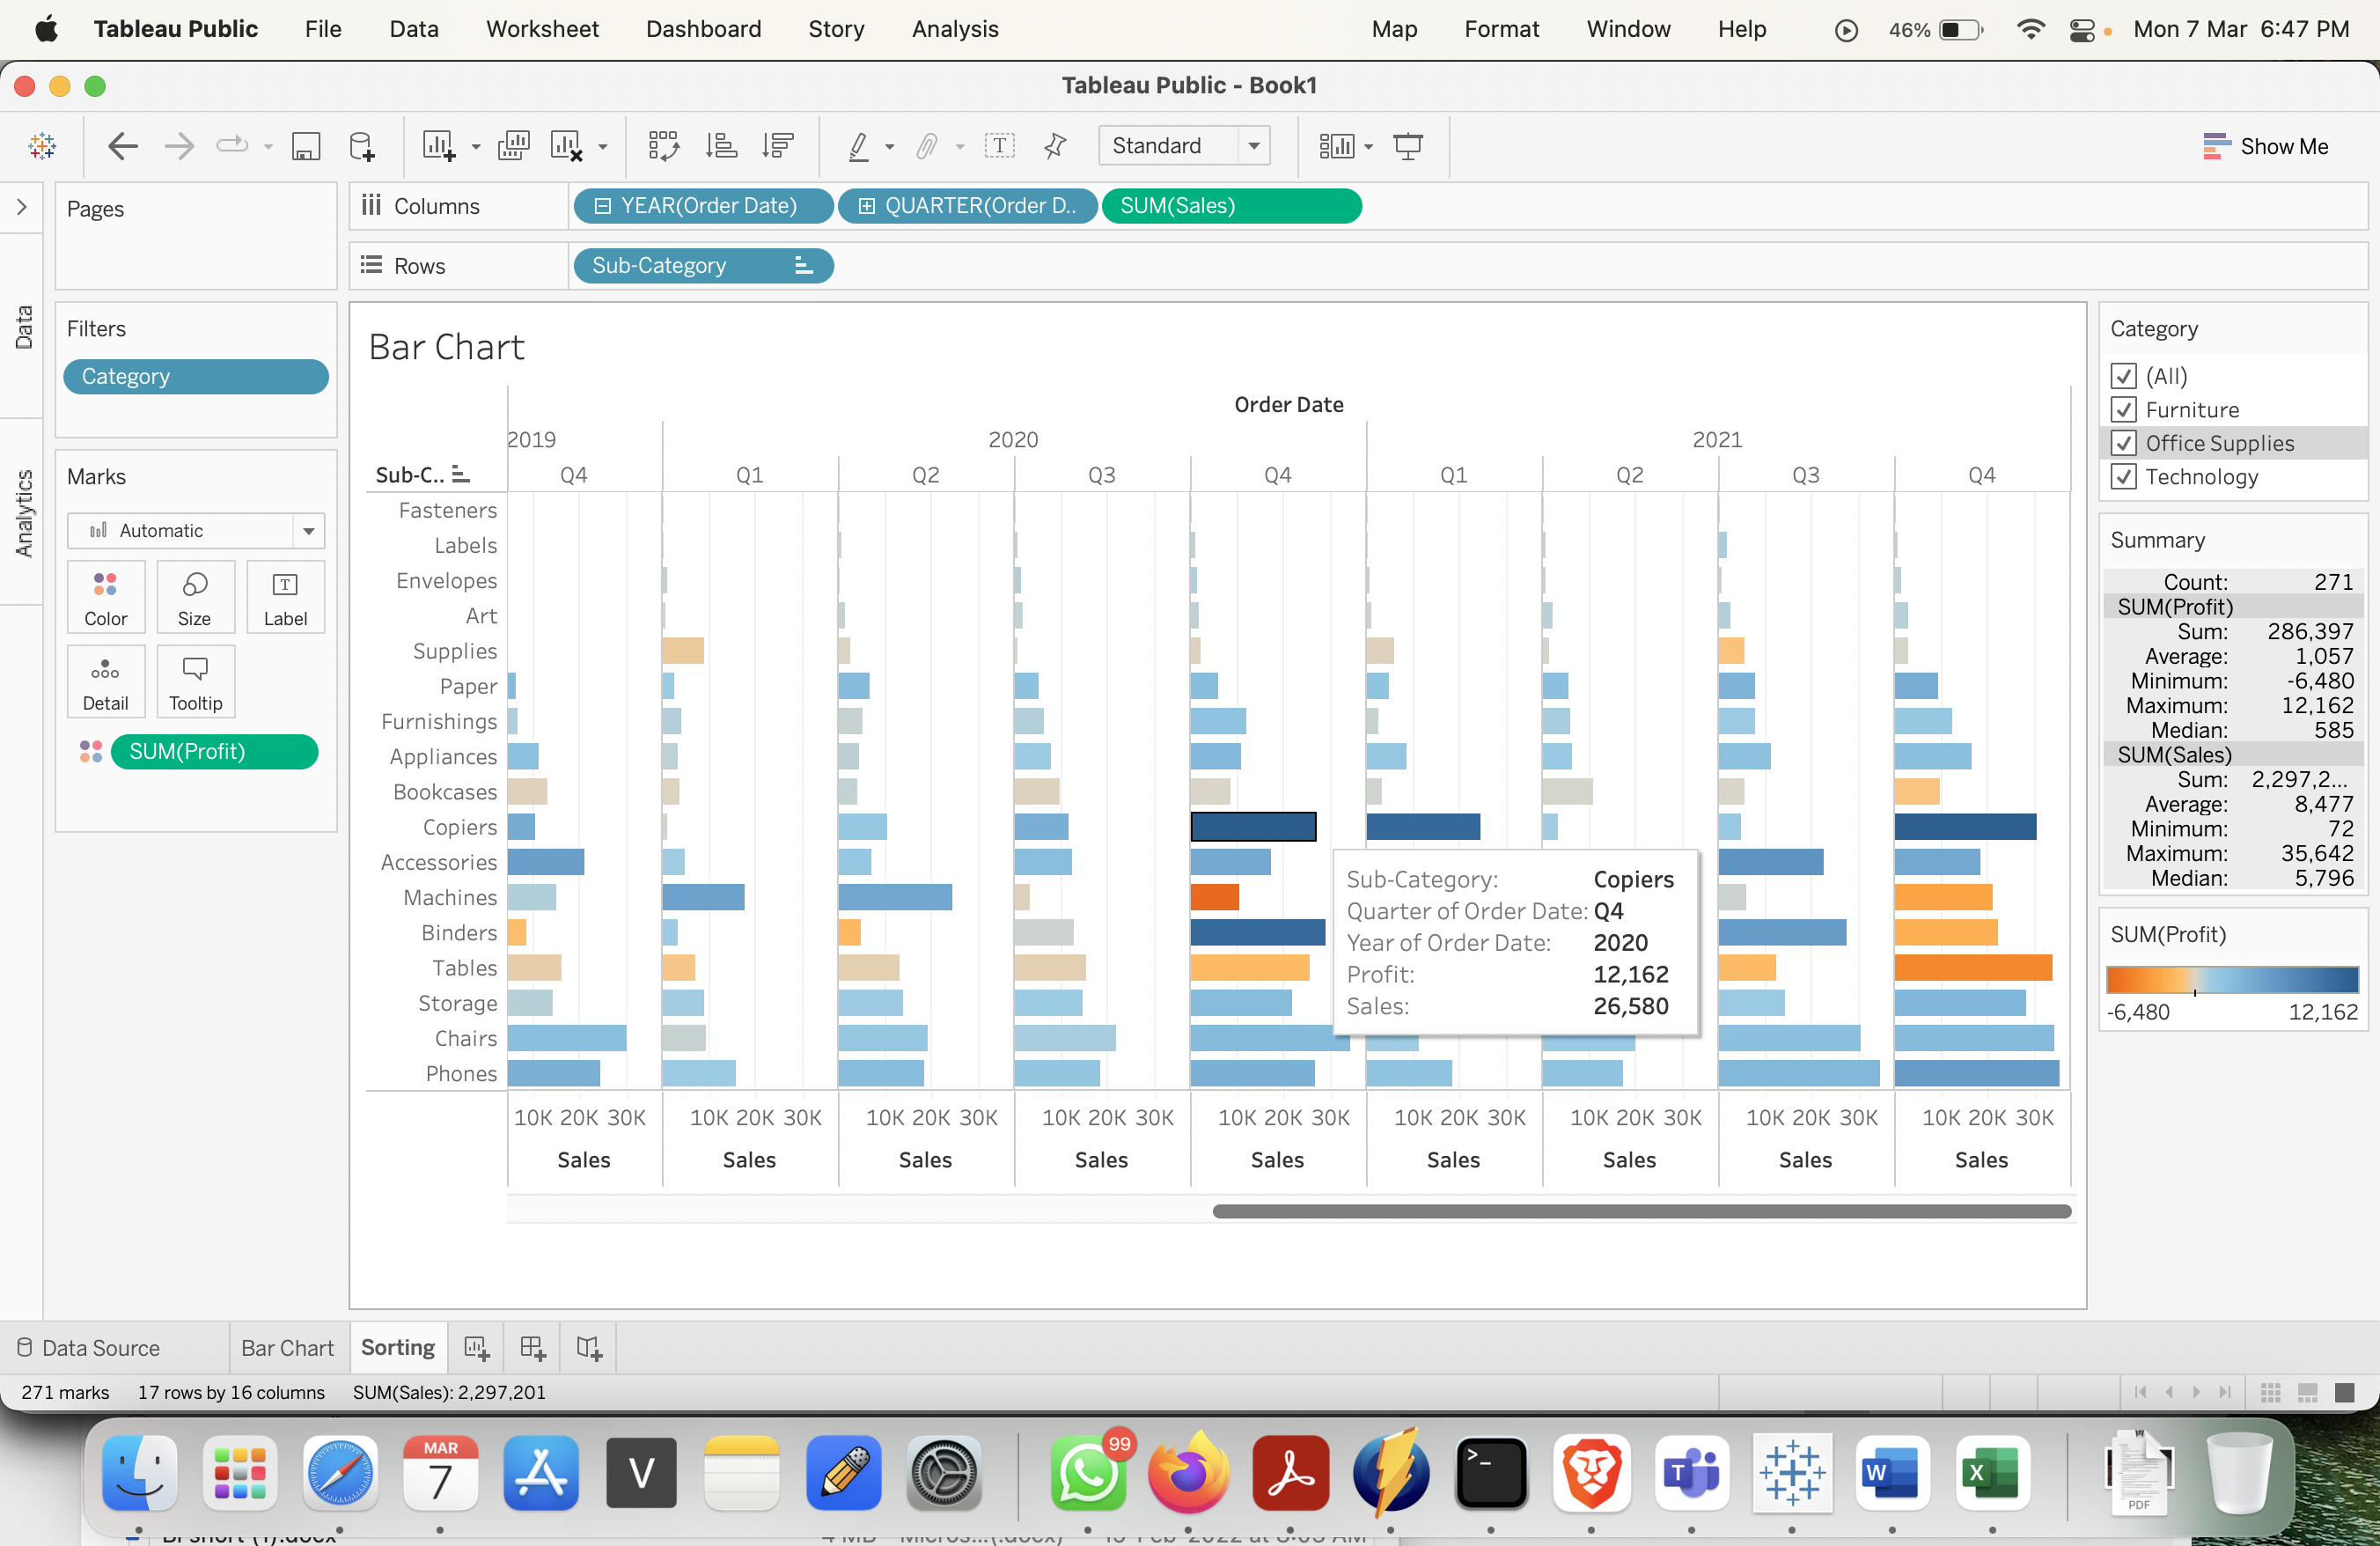 Tableau Public File Data Worksheet Dashboard Story Analysis Map Format Window Help 46% Mon 7 Mar 6:47 PM
Tableau Public - Book1
Standard Show Me
Pages
Columns YEAR(Order Date) QUARTER(Order D.. SUM(Sales)
Rows Sub-Category
Data
Analytics
Filters
Category
Marks
Automatic
Color Size Label
Detail Tooltip
SUM(Profit)
Bar Chart
Order Date
2019 2020 2021
Sub-C.. Q4 Q1 Q2 Q3 Q4 Q1 Q2 Q3 Q4
Fasteners
Labels
Envelopes
Art
Supplies
Paper
Furnishings
Appliances
Bookcases
Copiers
Accessories
Machines
Binders
Tables
Storage
Chairs
Phones
10K 20K 30K 10K 20K 30K 10K 20K 30K 10K 20K 30K 10K 20K 30K 10K 20K 30K 10K 20K 30K 10K 20K 30K 10K 20K 30K
Sales Sales Sales Sales Sales Sales Sales Sales Sales
Sub-Category: Copiers
Quarter of Order Date: Q4
Year of Order Date: 2020
Profit: 12,162
Sales: 26,580
Category
(All)
Furniture
Office Supplies
Technology
Summary
Count: 271
SUM(Profit)
Sum: 286,397
Average: 1,057
Minimum: -6,480
Maximum: 12,162
Median: 585
SUM(Sales)
Sum: 2,297,2...
Average: 8,477
Minimum: 72
Maximum: 35,642
Median: 5,796
SUM(Profit)
-6,480 12,162
Data Source Bar Chart Sorting
271 marks 17 rows by 16 columns SUM(Sales): 2,297,201
MAR
7
V
99
T
W
X
PDF